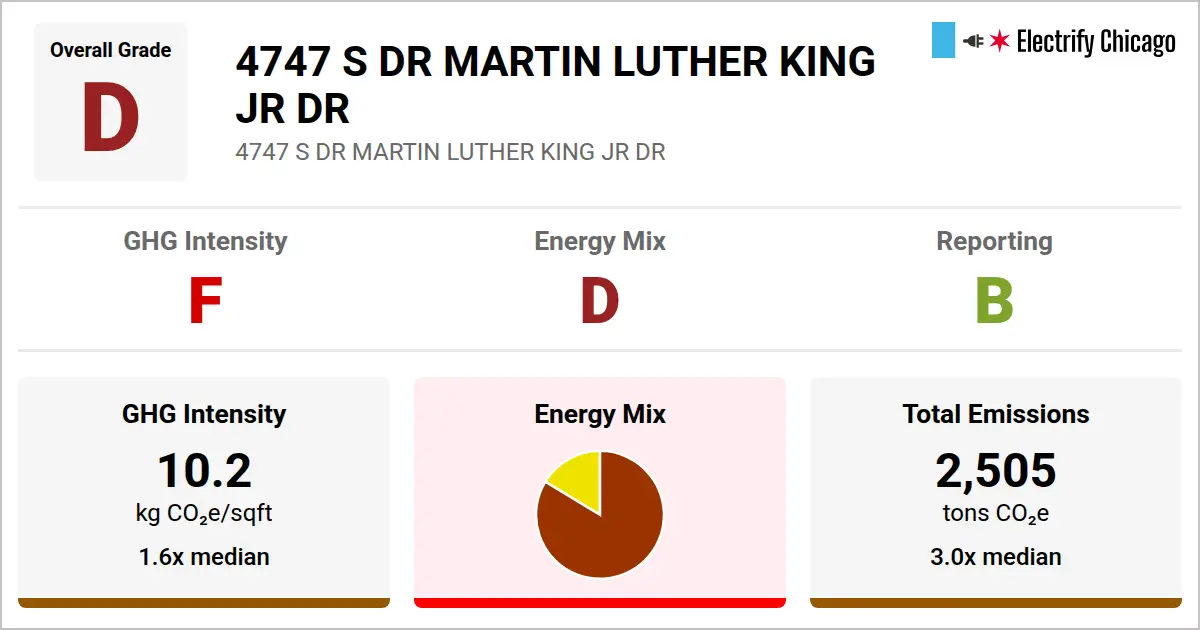 Overall Grade
D
4747 S DR MARTIN LUTHER KING
JR DR
4747 S DR MARTIN LUTHER KING JR DR
Electrify Chicago
GHG Intensity
F
Energy Mix
D
Reporting
B
GHG Intensity
10.2
kg CO₂e/sqft
1.6x median
Energy Mix
Total Emissions
2,505
tons CO₂e
3.0x median